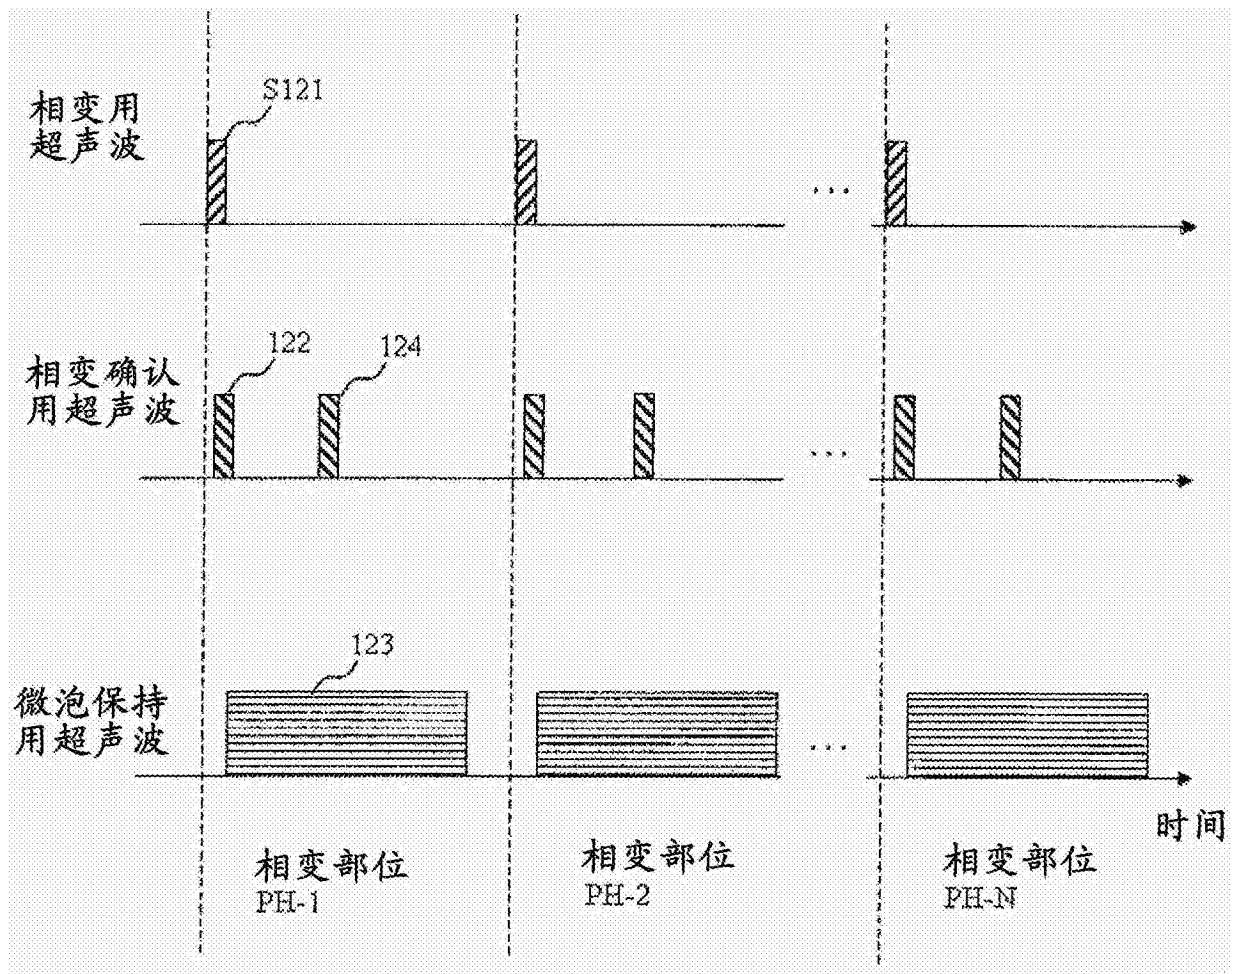 S121
相变用
超声波
...
122
124
相变确认
用超声波
...
123
微泡保持
用超声波
...
时间
相变部位
PH-1
相变部位
PH-2
相变部位
PH-N